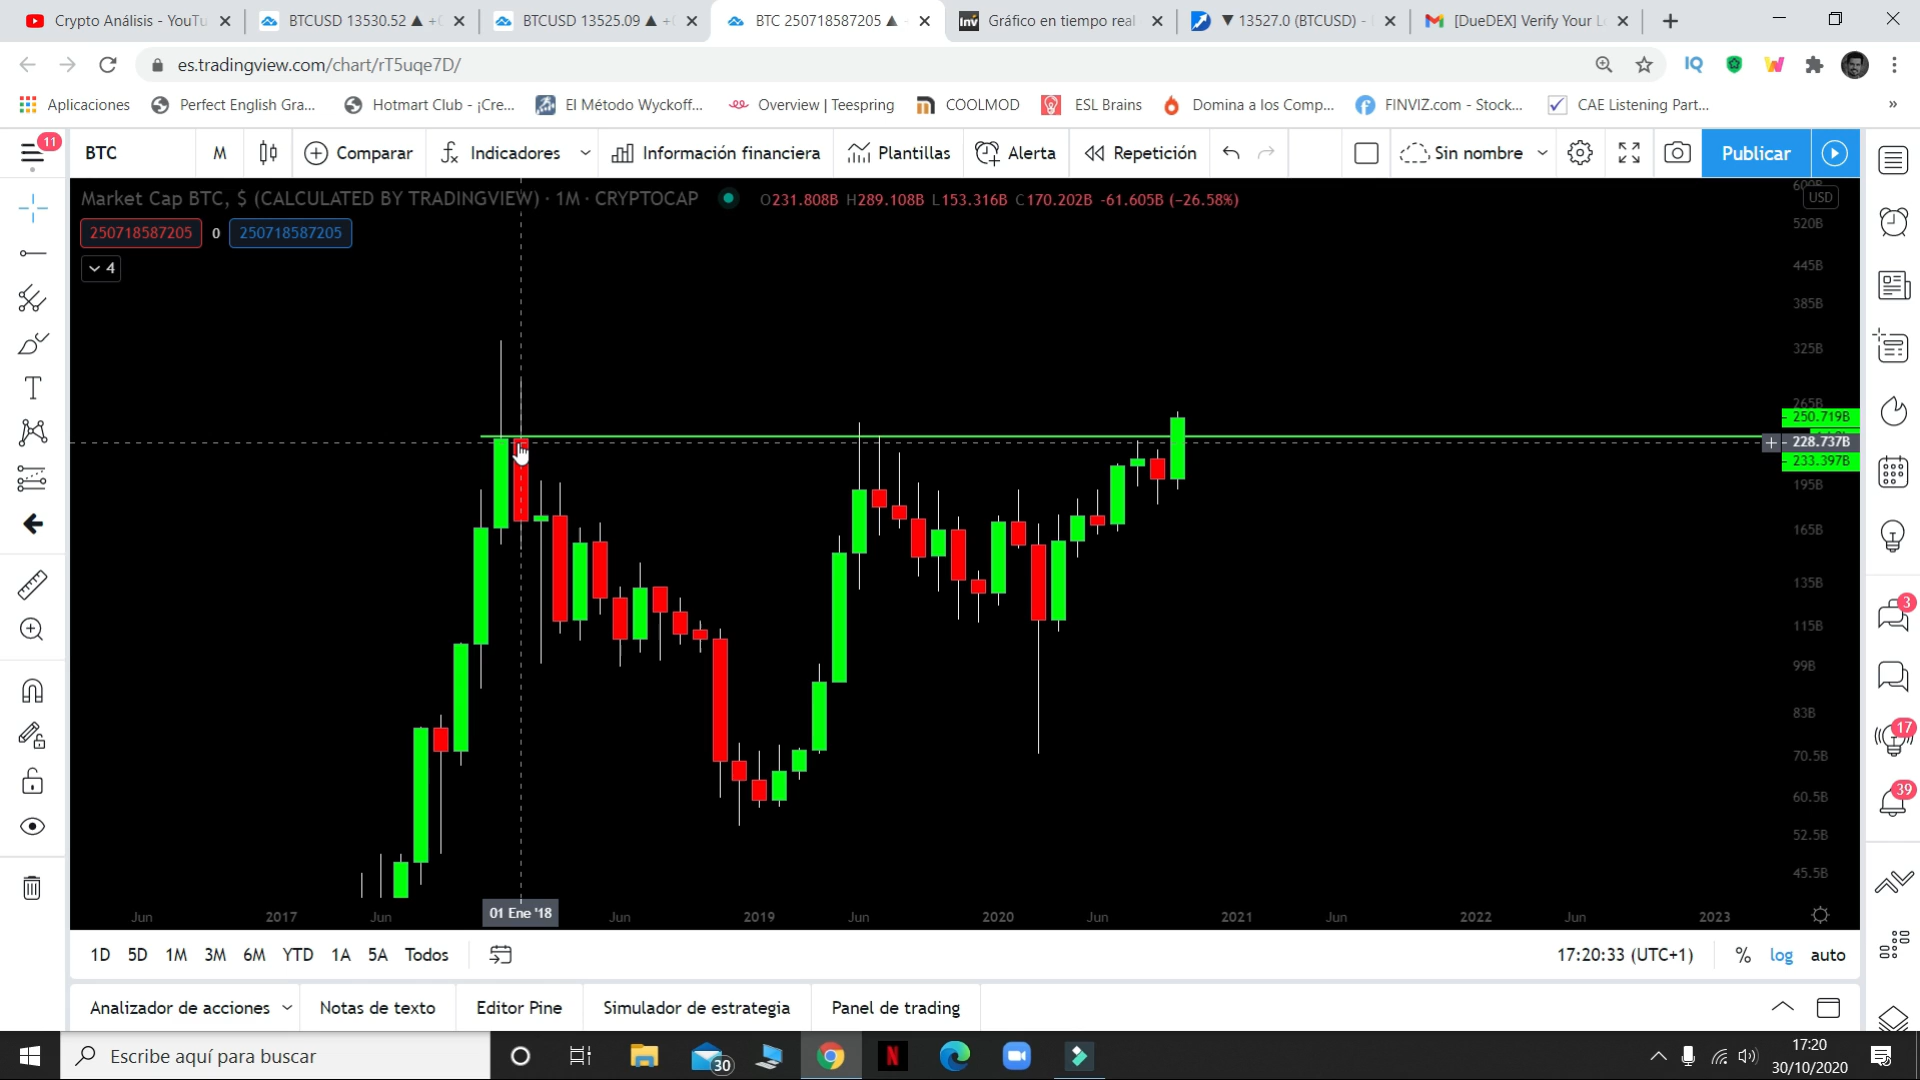 Crypto Análisis - YouTu
BTCUSD 13530.52 ▲ +
BTCUSD 13525.09 ▲ +
BTC 250718587205 ▲
Gráfico en tiempo real
▼ 13527.0 (BTCUSD) -
[DueDEX] Verify Your L
es.tradingview.com/chart/rT5uqe7D/
Aplicaciones
Perfect English Gra...
Hotmart Club - ¡Cre...
El Método Wyckoff...
Overview | Teespring
COOLMOD
ESL Brains
Domina a los Comp...
FINVIZ.com - Stock...
CAE Listening Part...
»
11
BTC
M
Comparar
Indicadores
Información financiera
Plantillas
Alerta
Repetición
Sin nombre
Publicar
Market Cap BTC, $ (CALCULATED BY TRADINGVIEW) · 1M · CRYPTOCAP
O231.808B H289.108B L153.316B C170.202B -61.605B (-26.58%)
250718587205 0 250718587205
4
USD
600B
520B
445B
385B
325B
265B
250.719B
228.737B
233.397B
195B
165B
135B
115B
99B
83B
70.5B
60.5B
52.5B
45.5B
Jun
2017
Jun
01 Ene '18
Jun
2019
Jun
2020
Jun
2021
Jun
2022
Jun
2023
3
17
39
1D 5D 1M 3M 6M YTD 1A 5A Todos
17:20:33 (UTC+1) % log auto
Analizador de acciones
Notas de texto
Editor Pine
Simulador de estrategia
Panel de trading
Escribe aquí para buscar
30
17:20
30/10/2020